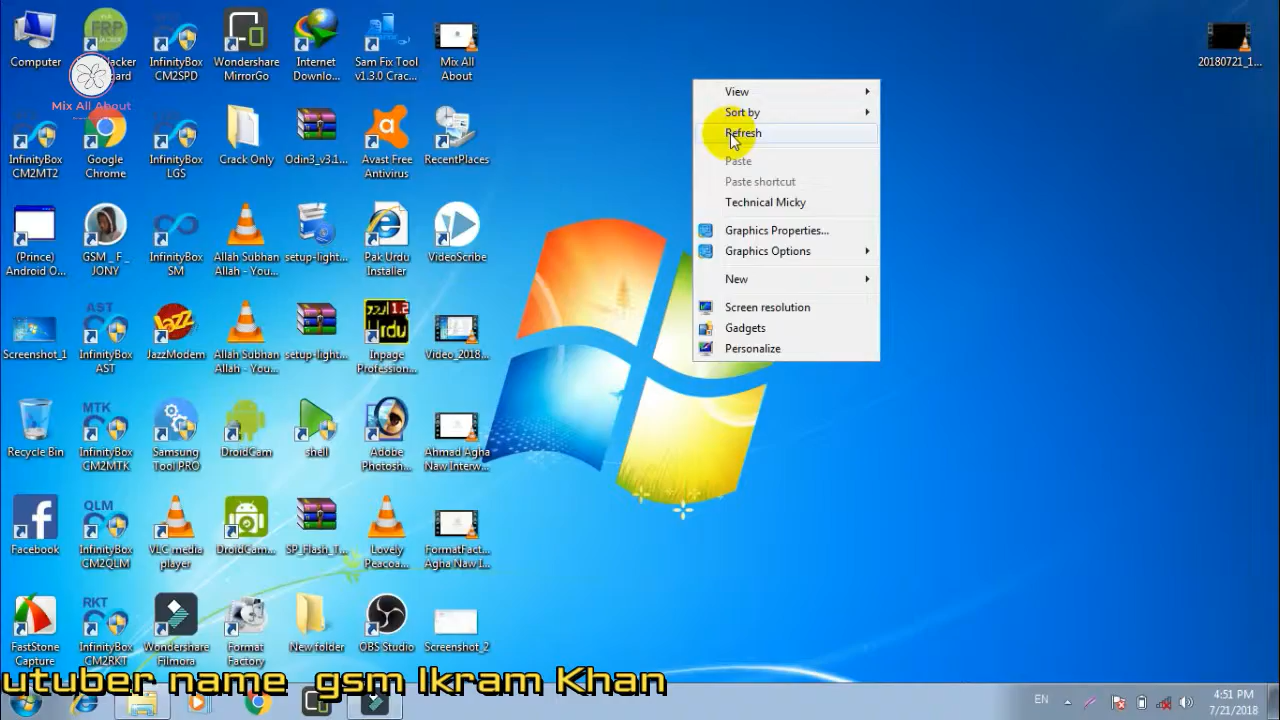 Computer
FRP
InfinityBox
CM2SPD
Wondershare
MirrorGo
Internet
Downlo...
Sam Fix Tool
v1.3.0 Crac...
Mix All
About
20180721_1...
Mix All About
InfinityBox
CM2MT2
Google
Chrome
InfinityBox
LGS
Crack Only
Odin3_v3.1...
Avast Free
Antivirus
RecentPlaces
(Prince)
Android O...
GSM _ F _
JONY
InfinityBox
SM
Allah Subhan
Allah - You...
setup-light...
Pak Urdu
Installer
VideoScribe
Screenshot_1
AST
InfinityBox
AST
Jazz
JazzModem
Allah Subhan
Allah - You...
setup-light...
1.2
Urdu
Inpage
Profession...
Video_2018...
Recycle Bin
MTK
InfinityBox
CM2MTK
Samsung
Tool PRO
DroidCam
shell
Adobe
Photosh...
Ahmad Agha
Naw Interw...
Facebook
QLM
InfinityBox
CM2QLM
VLC media
player
DroidCam...
SP_Flash_T...
Lovely
Peacoa...
FormatFact...
Agha Naw I...
FastStone
Capture
RKT
InfinityBox
CM2RKT
Wondershare
Filmora
Format
Factory
New folder
OBS Studio
Screenshot_2
View
Sort by
Refresh
Paste
Paste shortcut
Technical Micky
Graphics Properties...
Graphics Options
New
Screen resolution
Gadgets
Personalize
utuber name gsm Ikram Khan
EN
4:51 PM
7/21/2018